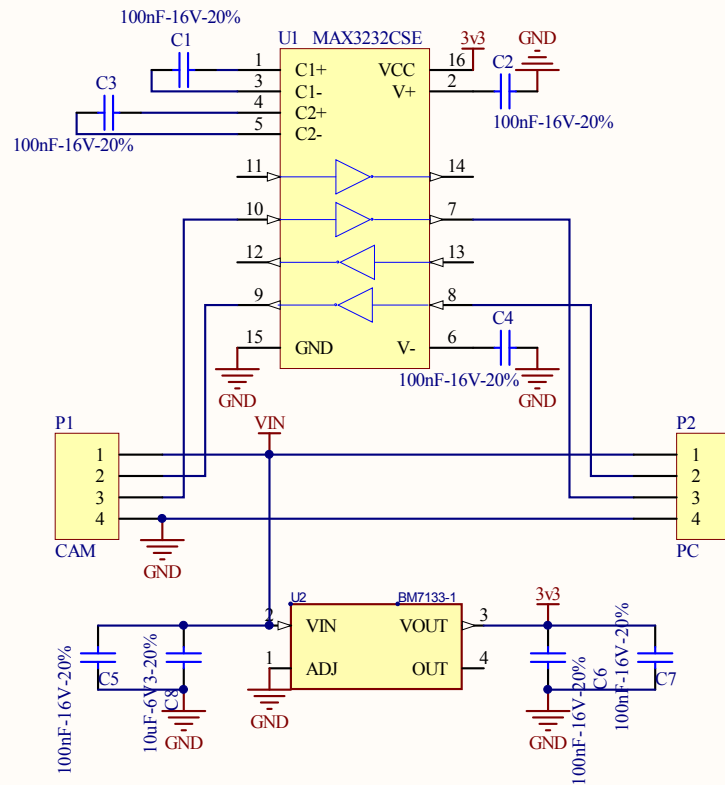 100nF-16V-20%
C1
U1 MAX3232CSE
3v3
GND
C2
1 C1+ VCC 16
3 C1- V+ 2
C3
4 C2+
5 C2-
100nF-16V-20%
100nF-16V-20%
11 14
10 7
12 13
9 8
C4
15 GND V- 6
100nF-16V-20%
GND
GND
P1
VIN
P2
1 1
2 2
3 3
4 4
CAM
GND
PC
U2 BM7133-1
3v3
2 VIN VOUT 3
1 ADJ OUT 4
100nF-16V-20%
C5
10uF-6V3-20%
C8
100nF-16V-20%
C6
100nF-16V-20%
C7
GND
GND
GND